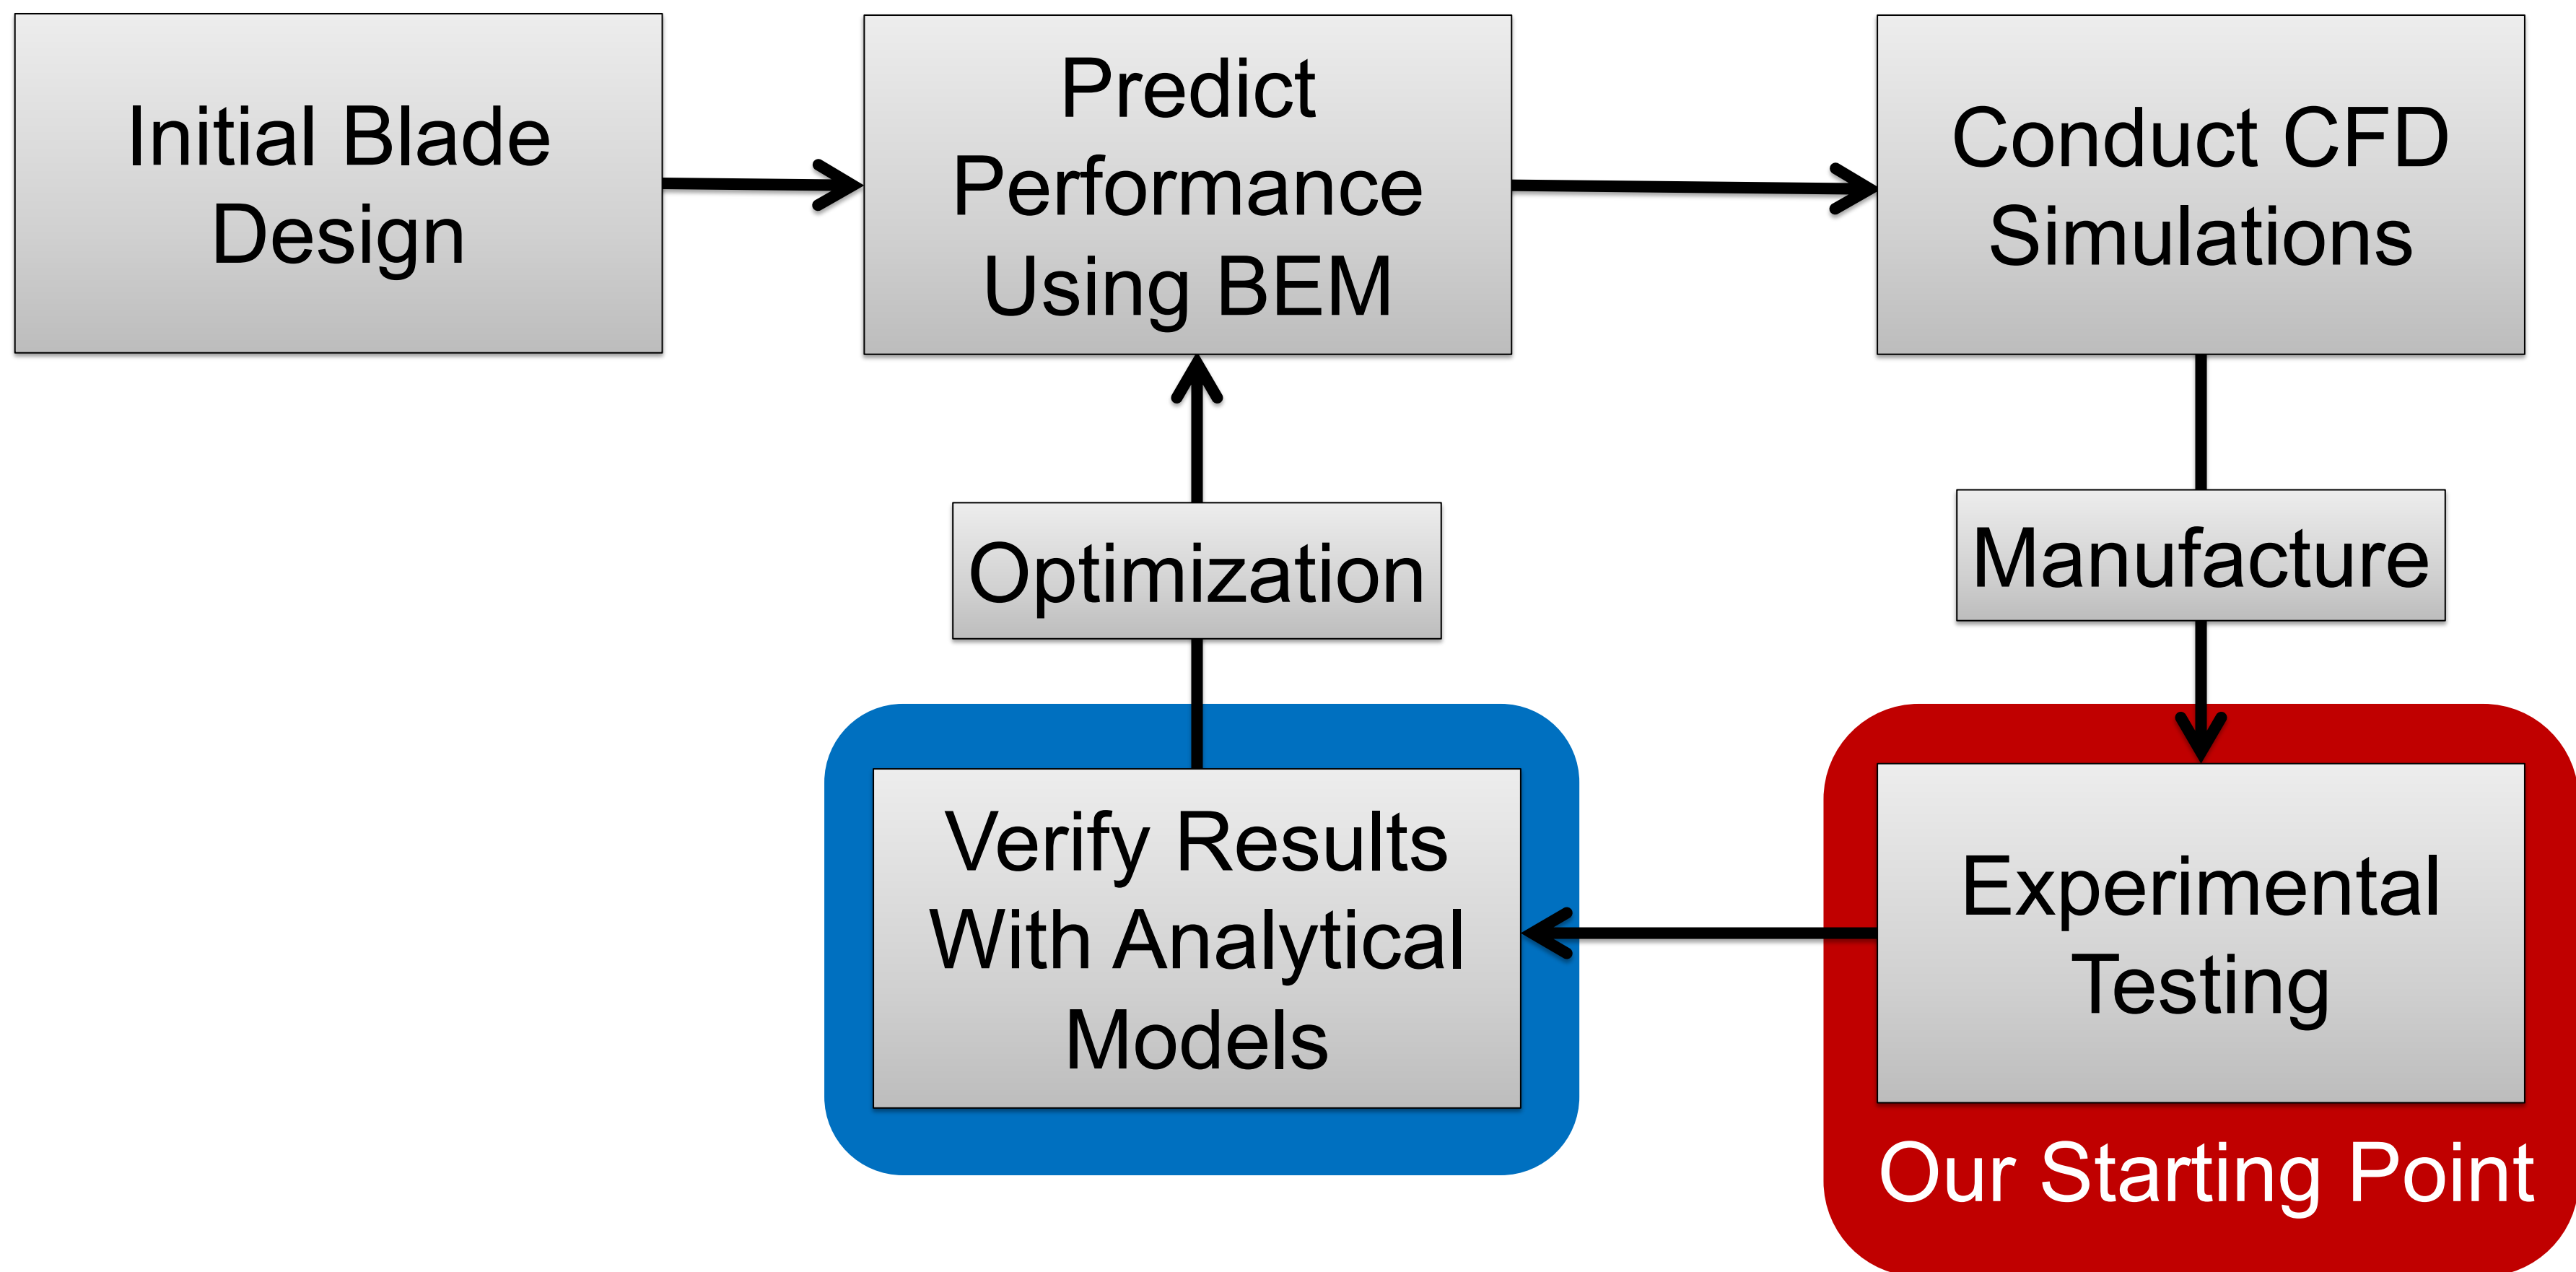 Initial Blade
Design
Predict
Performance
Using BEM
Conduct CFD
Simulations
Optimization
Manufacture
Verify Results
With Analytical
Models
Experimental
Testing
Our Starting Point